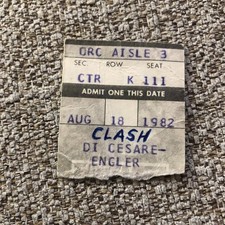 ORC AISLE 3
SEC. ROW SEAT
CTR K 111
ADMIT ONE THIS DATE
AUG 18 1982
CLASH
DI CESARE-
ENGLER